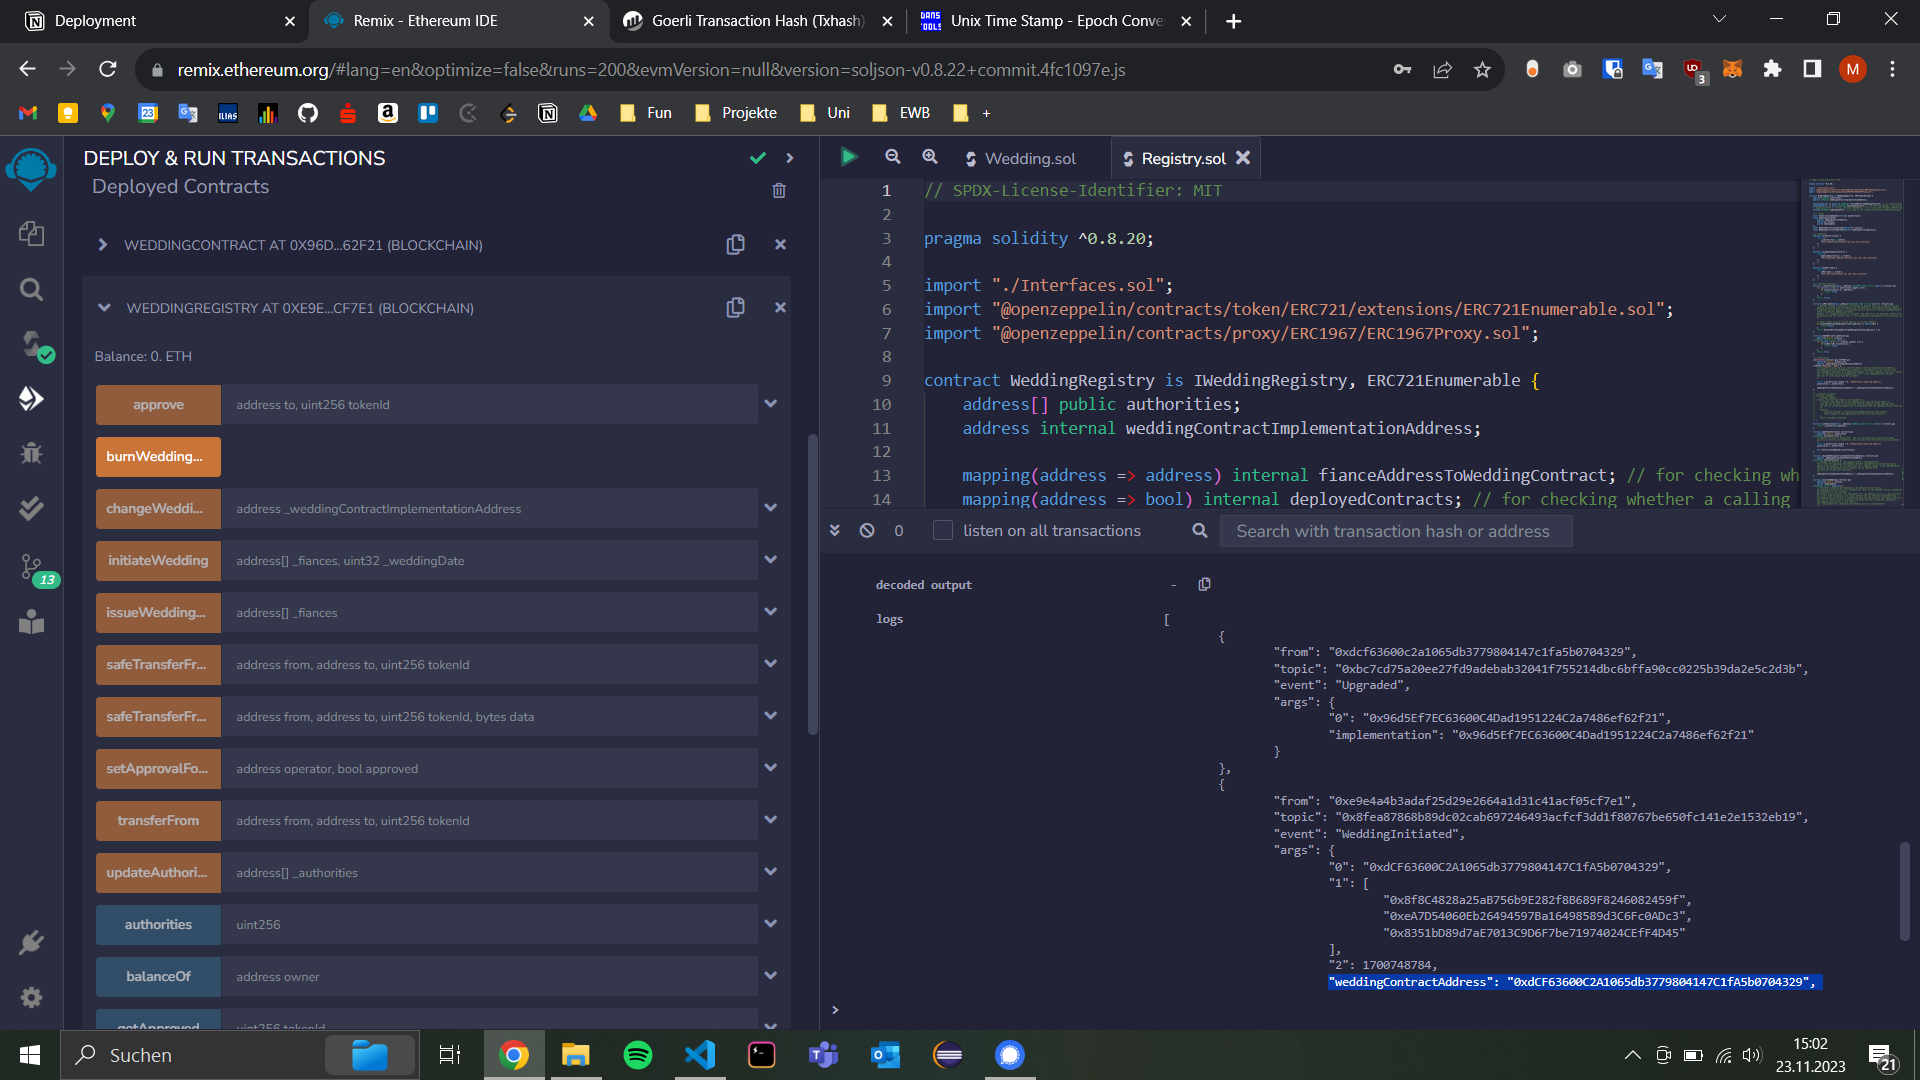 Deployment
Remix - Ethereum IDE
Goerli Transaction Hash (Txhash)
DANS TOOLS
Unix Time Stamp - Epoch Conve
remix.ethereum.org/#lang=en&optimize=false&runs=200&evmVersion=null&version=soljson-v0.8.22+commit.4fc1097e.js
3
M
23
ILIAS
Fun
Projekte
Uni
EWB
+
DEPLOY & RUN TRANSACTIONS
Deployed Contracts
WEDDINGCONTRACT AT 0X96D...62F21 (BLOCKCHAIN)
WEDDINGREGISTRY AT 0XE9E...CF7E1 (BLOCKCHAIN)
Balance: 0. ETH
approve
address to, uint256 tokenId
burnWedding...
changeWeddi...
address _weddingContractImplementationAddress
initiateWedding
address[] _fiances, uint32 _weddingDate
issueWedding...
address[] _fiances
safeTransferFr...
address from, address to, uint256 tokenId
safeTransferFr...
address from, address to, uint256 tokenId, bytes data
setApprovalFo...
address operator, bool approved
transferFrom
address from, address to, uint256 tokenId
updateAuthori...
address[] _authorities
authorities
uint256
balanceOf
address owner
getApproved
uint256 tokenId
13
Wedding.sol
Registry.sol
1 // SPDX-License-Identifier: MIT
2
3 pragma solidity ^0.8.20;
4
5 import "./Interfaces.sol";
6 import "@openzeppelin/contracts/token/ERC721/extensions/ERC721Enumerable.sol";
7 import "@openzeppelin/contracts/proxy/ERC1967/ERC1967Proxy.sol";
8
9 contract WeddingRegistry is IWeddingRegistry, ERC721Enumerable {
10 address[] public authorities;
11 address internal weddingContractImplementationAddress;
12
13 mapping(address => address) internal fianceAddressToWeddingContract; // for checking wh
14 mapping(address => bool) internal deployedContracts; // for checking whether a calling
0
listen on all transactions
Search with transaction hash or address
decoded output
-
logs
[
{
"from": "0xdcf63600c2a1065db3779804147c1fa5b0704329",
"topic": "0xbc7cd75a20ee27fd9adebab32041f755214dbc6bffa90cc0225b39da2e5c2d3b",
"event": "Upgraded",
"args": {
"0": "0x96d5Ef7EC63600C4Dad1951224C2a7486ef62f21",
"implementation": "0x96d5Ef7EC63600C4Dad1951224C2a7486ef62f21"
}
},
{
"from": "0xe9e4a4b3adaf25d29e2664a1d31c41acf05cf7e1",
"topic": "0x8fea87868b89dc02cab697246493acfcf3dd1f80767be650fc141e2e1532eb19",
"event": "WeddingInitiated",
"args": {
"0": "0xdCF63600C2A1065db3779804147C1fA5b0704329",
"1": [
"0x8f8C4828a25aB756b9E282f8B689F8246082459f",
"0xeA7D54060Eb26494597Ba16498589d3C6Fc0ADc3",
"0x8351bD89d7aE7013C9D6F7be71974024CEfF4D45"
],
"2": 1700748784,
"weddingContractAddress": "0xdCF63600C2A1065db3779804147C1fA5b0704329",
>
Suchen
15:02
23.11.2023
21